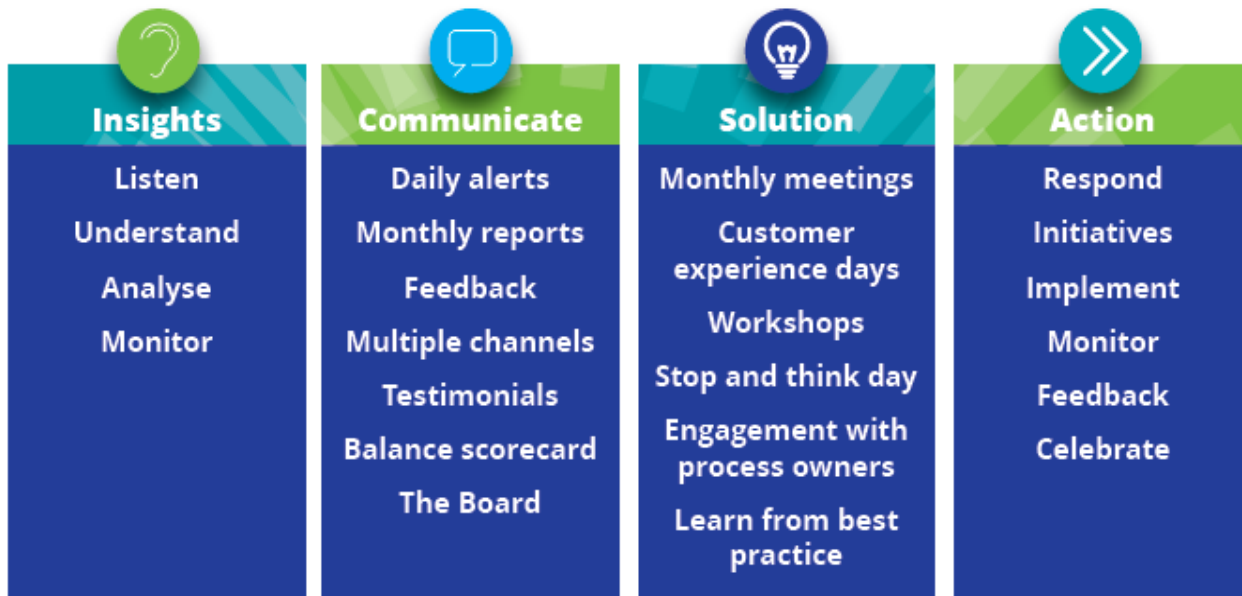 Insights
Listen
Understand
Analyse
Monitor
Communicate
Daily alerts
Monthly reports
Feedback
Multiple channels
Testimonials
Balance scorecard
The Board
Solution
Monthly meetings
Customer
experience days
Workshops
Stop and think day
Engagement with
process owners
Learn from best
practice
Action
Respond
Initiatives
Implement
Monitor
Feedback
Celebrate